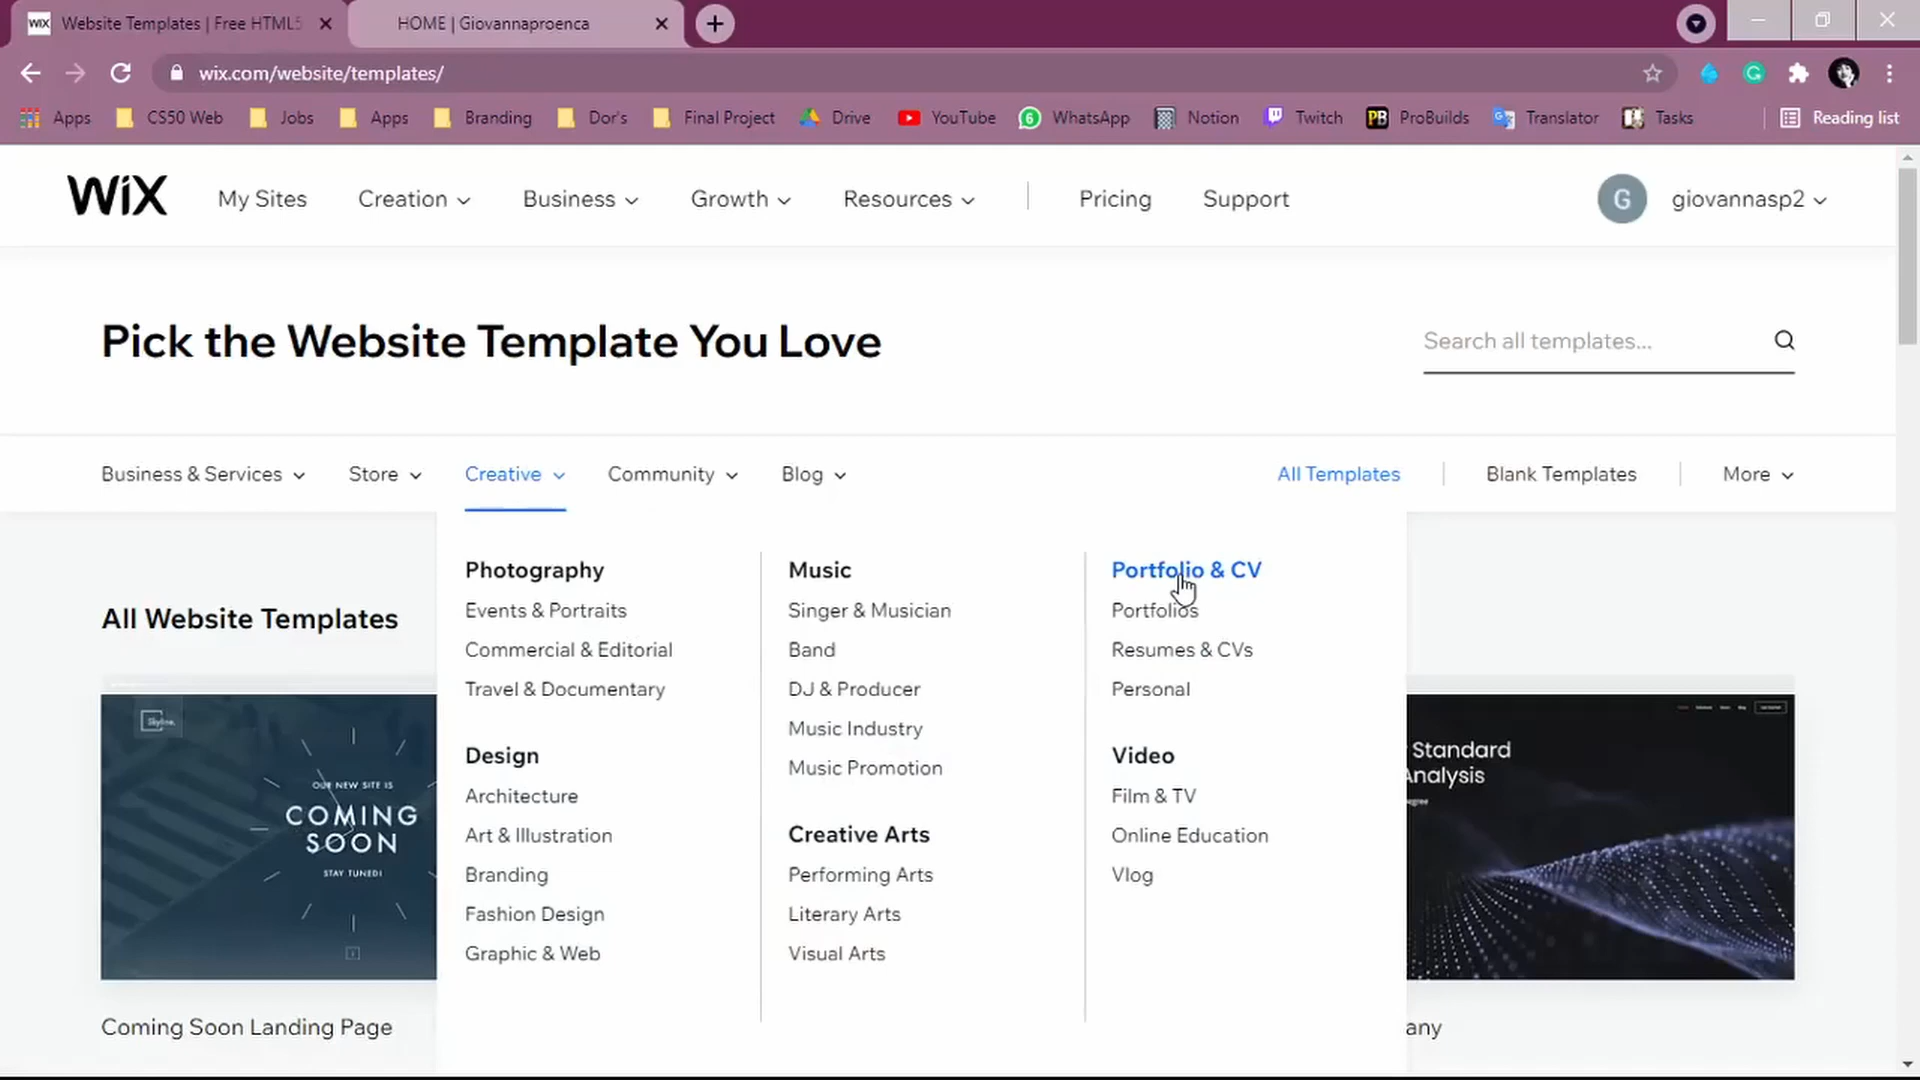 WiX Website Templates | Free HTML5
HOME | Giovannaproenca
wix.com/website/templates/
Apps CS50 Web Jobs Apps Branding Dor's Final Project Drive YouTube 6 WhatsApp Notion Twitch PB ProBuilds Translator Tasks Reading list
WiX My Sites Creation Business Growth Resources Pricing Support G giovannasp2
Pick the Website Template You Love
Search all templates...
Business & Services Store Creative Community Blog All Templates Blank Templates More
All Website Templates
Photography
Events & Portraits
Commercial & Editorial
Travel & Documentary
Design
Architecture
Art & Illustration
Branding
Fashion Design
Graphic & Web
Music
Singer & Musician
Band
DJ & Producer
Music Industry
Music Promotion
Creative Arts
Performing Arts
Literary Arts
Visual Arts
Portfolio & CV
Portfolios
Resumes & CVs
Personal
Video
Film & TV
Online Education
Vlog
Skyline.
OUR NEW SITE IS
COMING
SOON
STAY TUNED!
Coming Soon Landing Page
Standard
Analysis
any